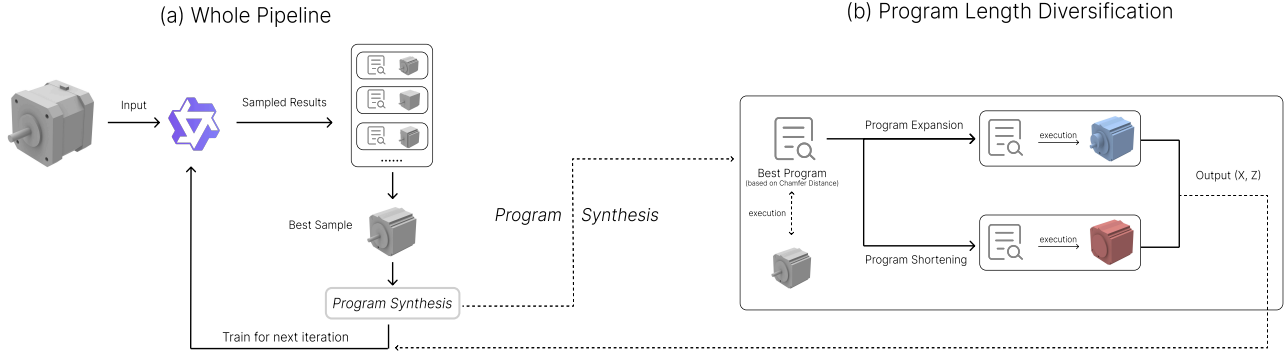 (a) Whole Pipeline
Input
Sampled Results
......
Best Sample
Program Synthesis
Train for next iteration
Program Synthesis
(b) Program Length Diversification
Best Program
(based on Chamfer Distance)
execution
Program Expansion
execution
Program Shortening
execution
Output (X, Z)